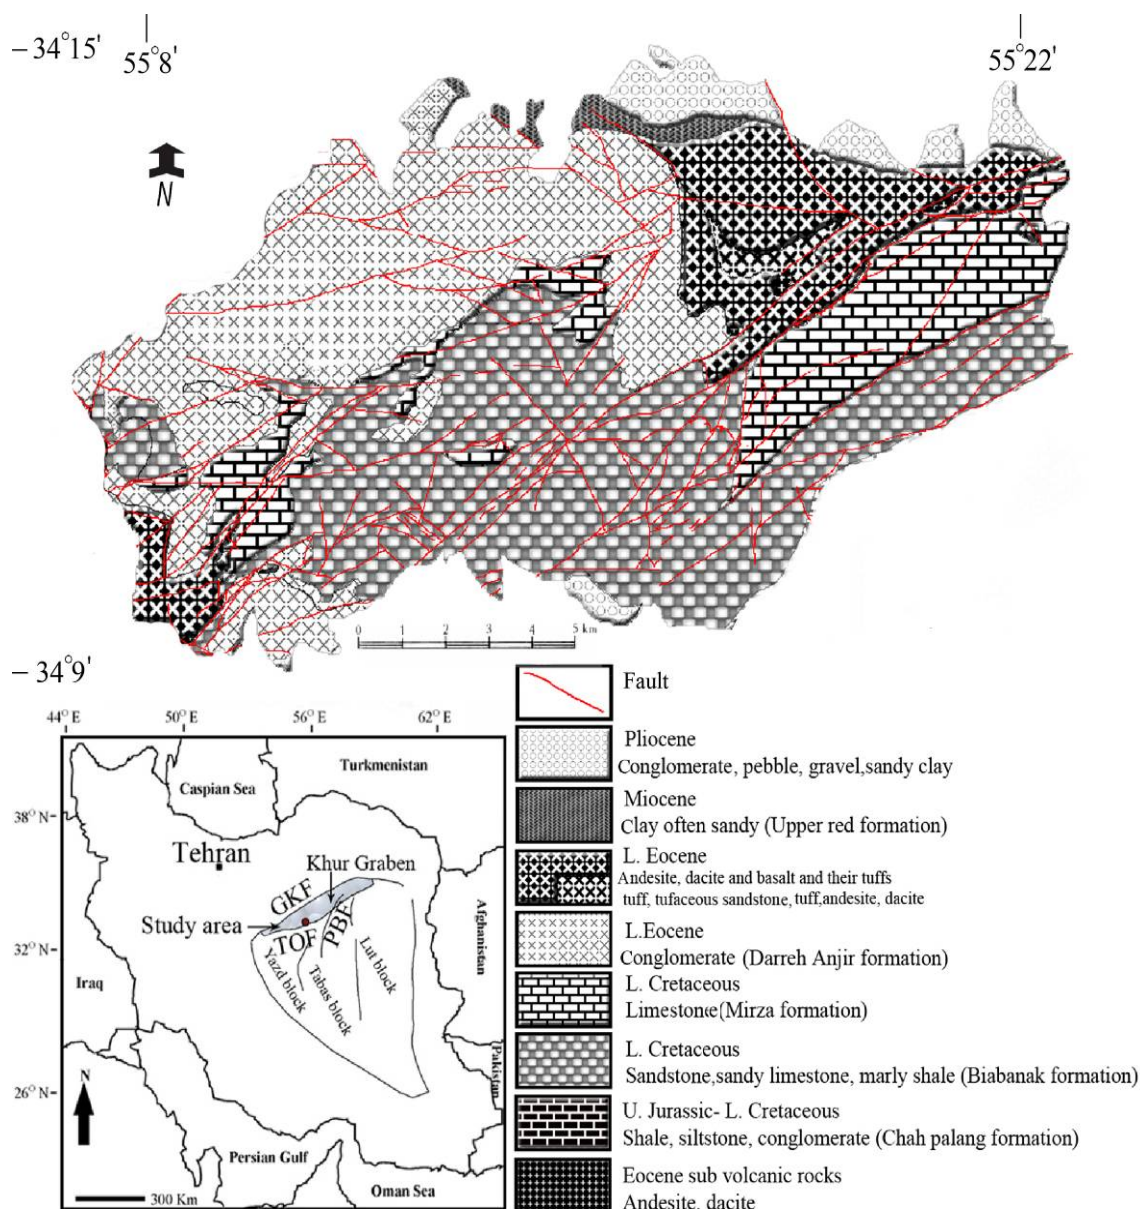 –34°15'
55°8'
55°22'
N
0 1 2 3 4 5 km
–34°9'
44° E 50° E 56° E 62° E
38° N
32° N
26° N
Caspian Sea
Turkmenistan
Tehran
Khur Graben
GKF
Study area
TOF
PBF
Yazd block
Tabas block
Lut block
Afghanistan
Iraq
Pakistan
N
Persian Gulf
Oman Sea
300 Km
Fault
Pliocene
Conglomerate, pebble, gravel,sandy clay
Miocene
Clay often sandy (Upper red formation)
L. Eocene
Andesite, dacite and basalt and their tuffs
tuff, tufaceous sandstone, tuff,andesite, dacite
L.Eocene
Conglomerate (Darreh Anjir formation)
L. Cretaceous
Limestone(Mirza formation)
L. Cretaceous
Sandstone,sandy limestone, marly shale (Biabanak formation)
U. Jurassic- L. Cretaceous
Shale, siltstone, conglomerate (Chah palang formation)
Eocene sub volcanic rocks
Andesite, dacite